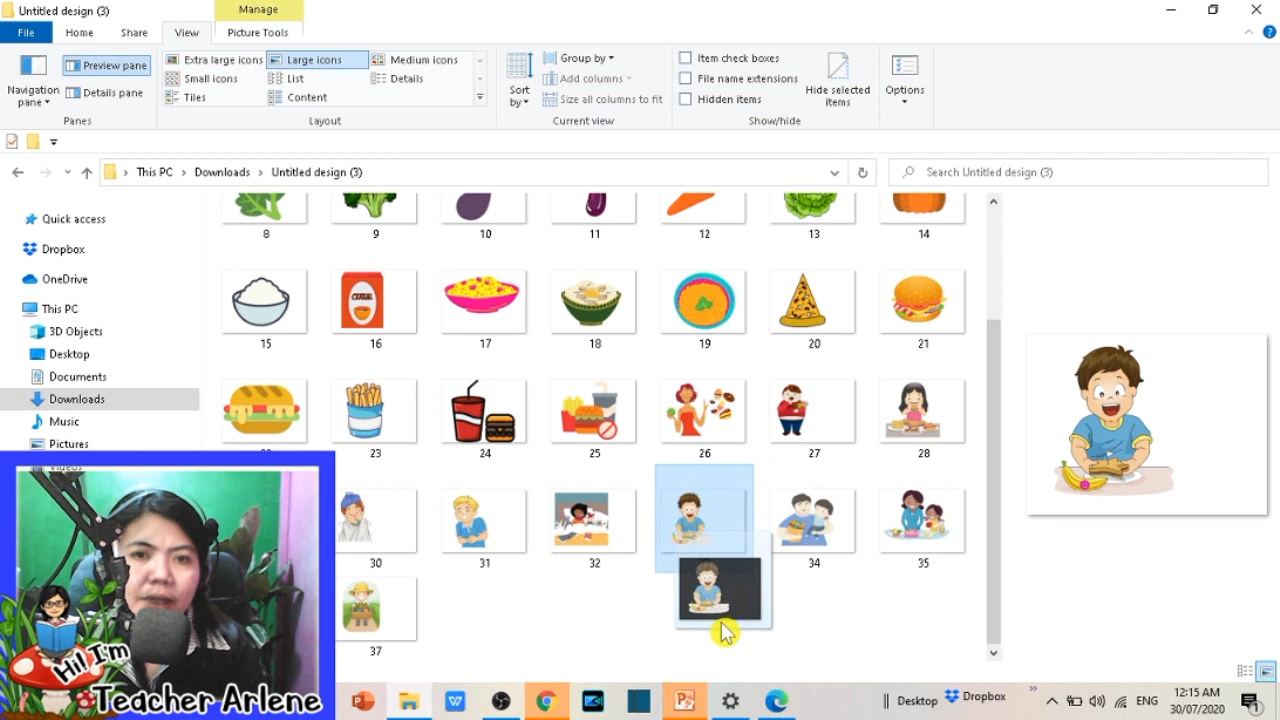 Untitled design (3)
Manage
File
Home
Share
View
Picture Tools
Navigation pane
Preview pane
Details pane
Panes
Extra large icons
Large icons
Medium icons
Small icons
List
Details
Tiles
Content
Layout
Sort by
Group by
Add columns
Size all columns to fit
Current view
Item check boxes
File name extensions
Hidden items
Hide selected items
Show/hide
Options
This PC > Downloads > Untitled design (3)
Search Untitled design (3)
Quick access
Dropbox
OneDrive
This PC
3D Objects
Desktop
Documents
Downloads
Music
Pictures
Videos
8
9
10
11
12
13
14
CEREAL
15
16
17
18
19
20
21
23
24
25
26
27
28
30
31
32
34
35
37
Hi! I'm
Teacher Arlene
Desktop
Dropbox
ENG
12:15 AM
30/07/2020
1